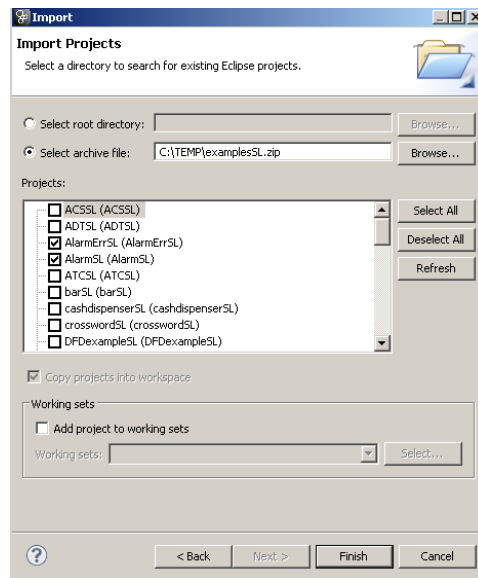 Import
Import Projects
Select a directory to search for existing Eclipse projects.
Select root directory:
Browse...
Select archive file:
C:\TEMP\examplesSL.zip
Browse...
Projects:
ACSSL (ACSSL)
ADTSL (ADTSL)
AlarmErrSL (AlarmErrSL)
AlarmSL (AlarmSL)
ATCSL (ATCSL)
barSL (barSL)
cashdispenserSL (cashdispenserSL)
crosswordSL (crosswordSL)
DFDexampleSL (DFDexampleSL)
Select All
Deselect All
Refresh
Copy projects into workspace
Working sets
Add project to working sets
Working sets:
Select...
?
< Back
Next >
Finish
Cancel